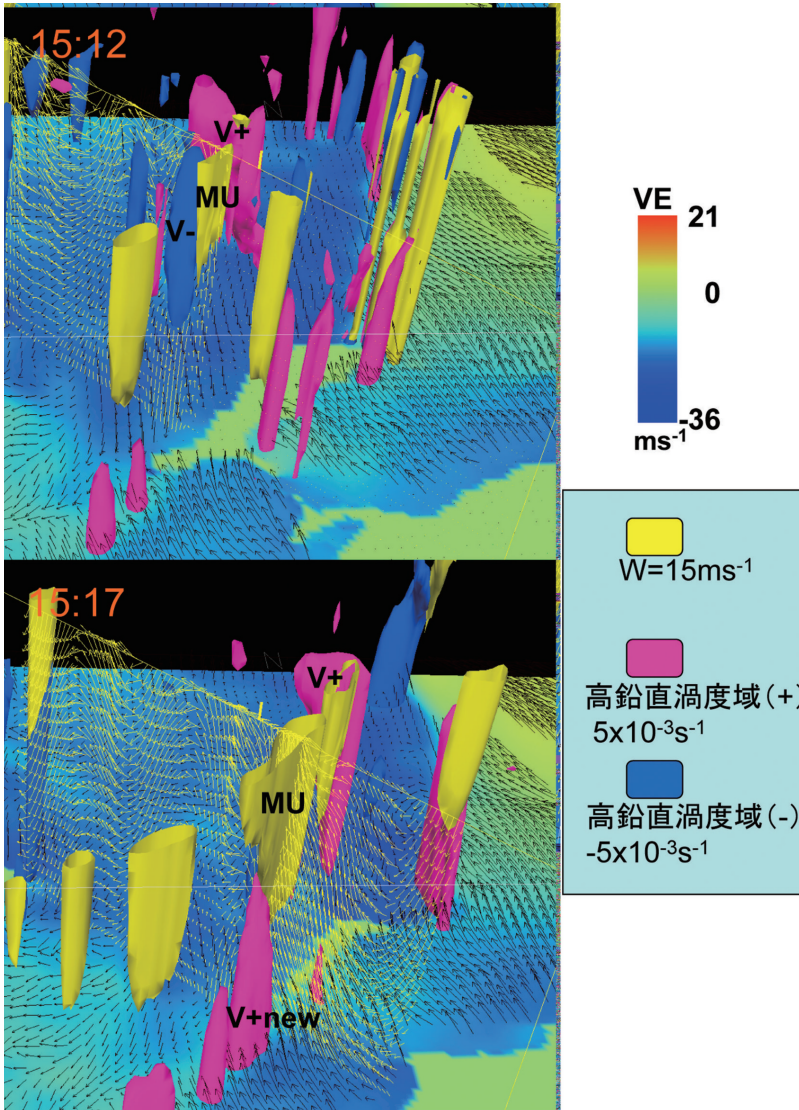 15:12
V+
MU
V-
VE
21
0
-36
ms⁻¹
W=15ms⁻¹
高鉛直渦度域(+)
5x10⁻³s⁻¹
高鉛直渦度域(-)
-5x10⁻³s⁻¹
15:17
V+
MU
V+new